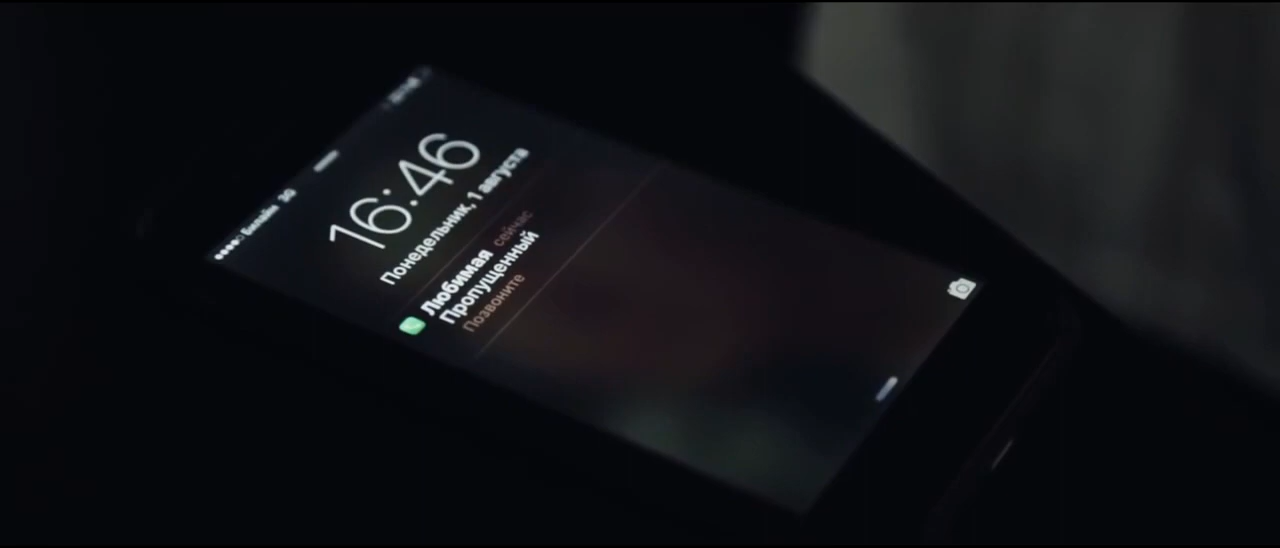 Билайн 3G
16:46
Понедельник, 1 августа
Любимая сейчас
Пропущенный
Позвоните